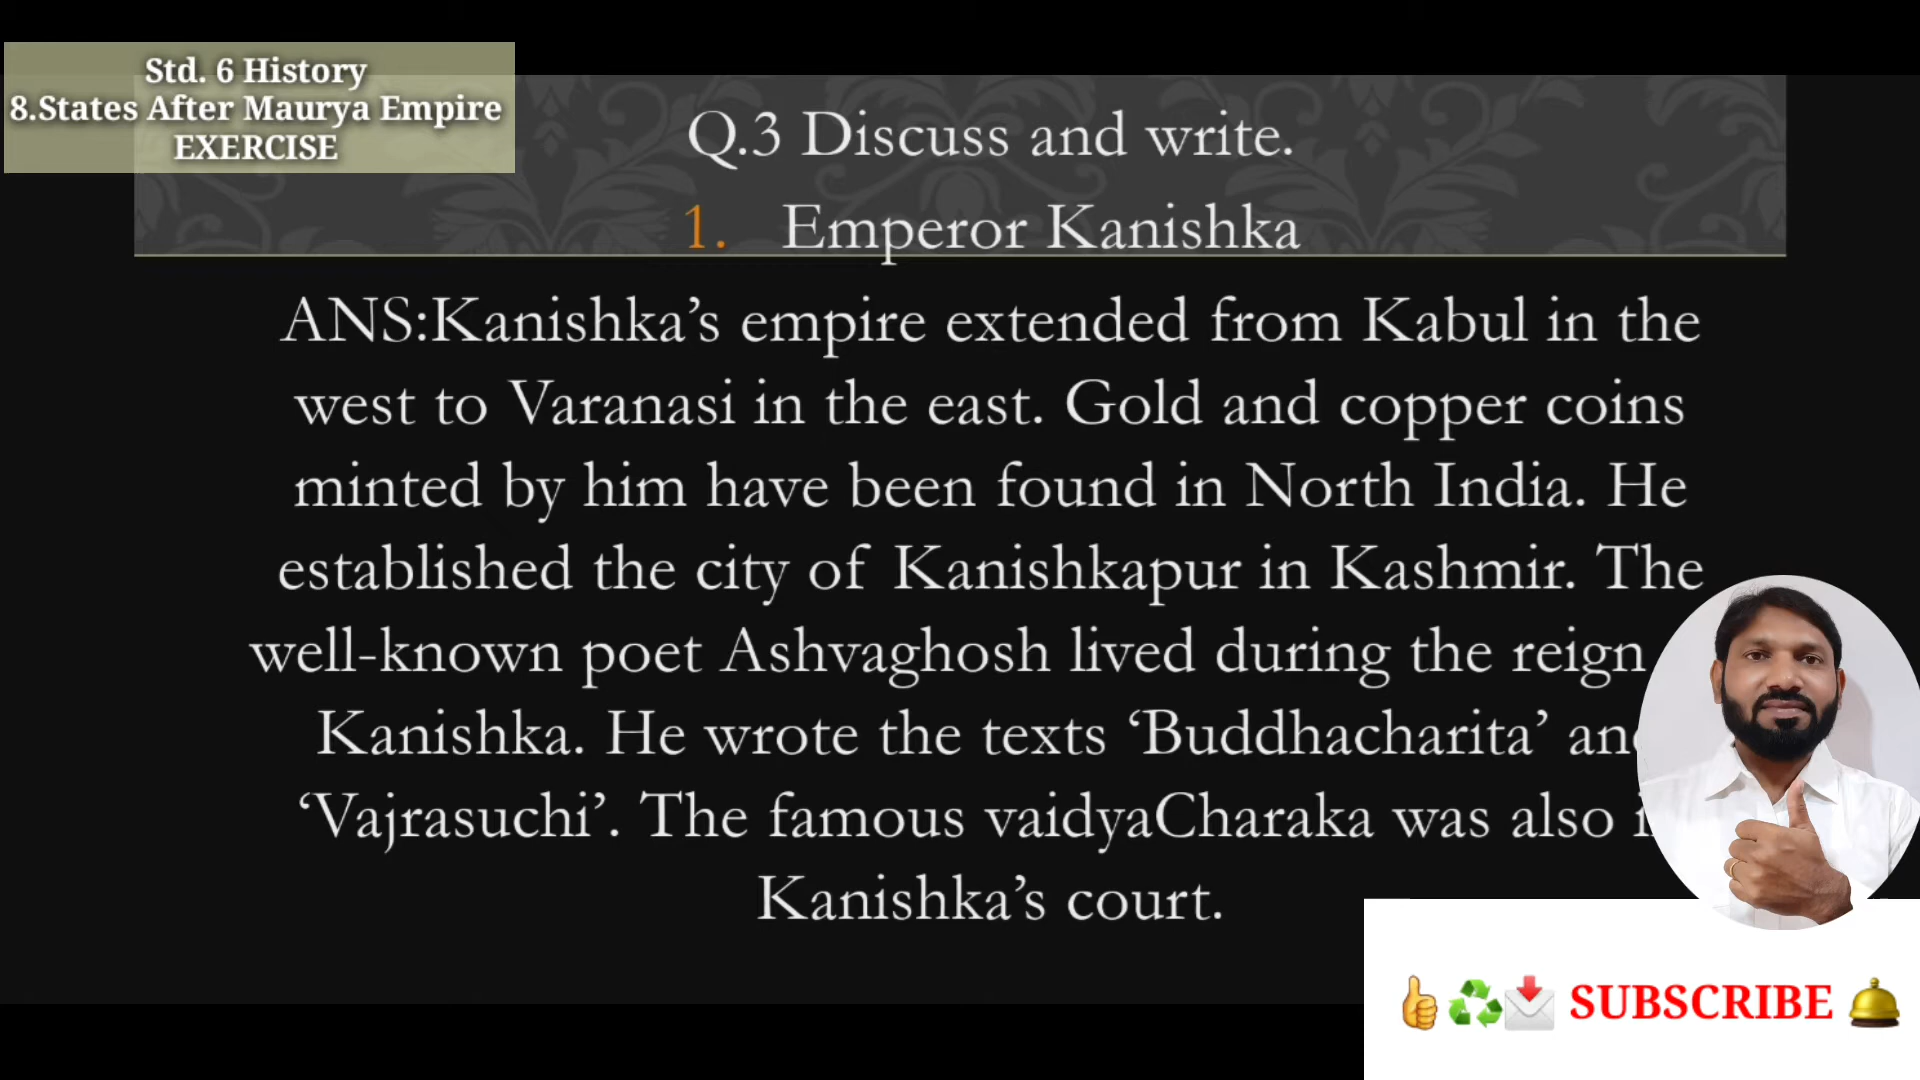 Std. 6 History
8.States After Maurya Empire
EXERCISE
Q.3 Discuss and write.
1. Emperor Kanishka
ANS:Kanishka’s empire extended from Kabul in the
west to Varanasi in the east. Gold and copper coins
minted by him have been found in North India. He
established the city of Kanishkapur in Kashmir. The
well-known poet Ashvaghosh lived during the reign
Kanishka. He wrote the texts ‘Buddhacharita’ and
‘Vajrasuchi’. The famous vaidyaCharaka was also
Kanishka’s court.
SUBSCRIBE